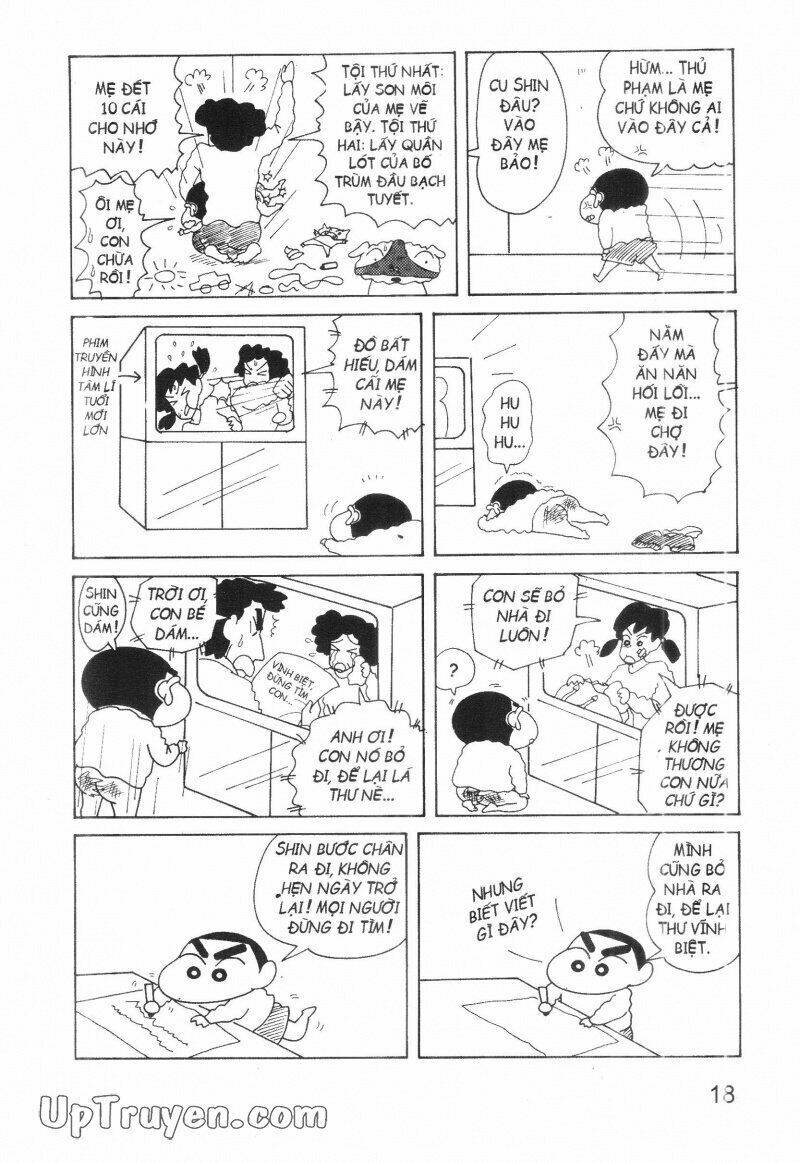 HỪM... THỦ
PHẠM LÀ MẸ
CHỨ KHÔNG AI
VÀO ĐÂY CẢ!
CU SHIN
ĐÂU?
VÀO
ĐÂY MẸ
BẢO!
TỘI THỨ NHẤT:
LẤY SON MÔI
CỦA MẸ VẼ
BẬY. TỘI THỨ
HAI: LẤY QUẦN
LÓT CỦA BỐ
TRÙM ĐẦU BẠCH
TUYẾT.
MẸ ĐÉT
10 CÁI
CHO NHỚ
NÀY!
ÔI MẸ
ƠI,
CON
CHỪA
RỒI!
NẰM
ĐẤY MÀ
ĂN NĂN
HỐI LỖI...
MẸ ĐI
CHỢ
ĐÂY!
HU
HU
HU...
ĐỒ BẤT
HIẾU, DÁM
CÃI MẸ
NÀY!
PHIM
TRUYỀN
HÌNH
TÂM LÍ
TUỔI
MỚI
LỚN
CON SẼ BỎ
NHÀ ĐI
LUÔN!
?
ĐƯỢC
RỒI! MẸ
KHÔNG
THƯƠNG
CON NỮA
CHỨ GÌ?
TRỜI ƠI,
CON BÉ
DÁM...
SHIN
CŨNG
DÁM!
VĨNH BIỆT,
ĐỪNG TÌM
CON...
ANH ƠI!
CON NÓ BỎ
ĐI, ĐỂ LẠI LÁ
THƯ NÈ...
MÌNH
CŨNG BỎ
NHÀ RA
ĐI, ĐỂ LẠI
THƯ VĨNH
BIỆT.
NHƯNG
BIẾT VIẾT
GÌ ĐÂY?
SHIN BƯỚC CHÂN
RA ĐI, KHÔNG
HẸN NGÀY TRỞ
LẠI! MỌI NGƯỜI
ĐỪNG ĐI TÌM!
18
UpTruyen.com